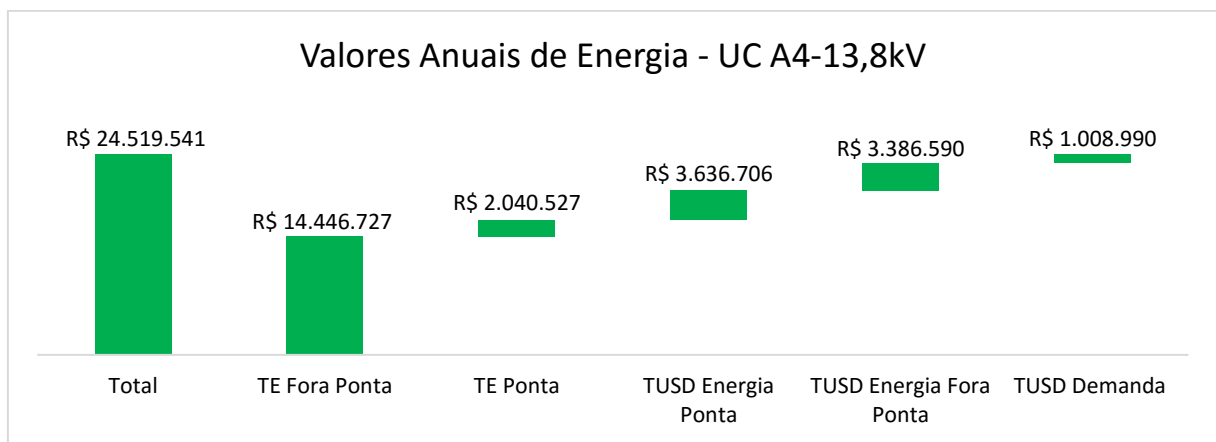 Valores Anuais de Energia - UC A4-13,8kV
R$ 24.519.541
R$ 14.446.727
R$ 2.040.527
R$ 3.636.706
R$ 3.386.590
R$ 1.008.990
Total
TE Fora Ponta
TE Ponta
TUSD Energia
Ponta
TUSD Energia Fora
Ponta
TUSD Demanda